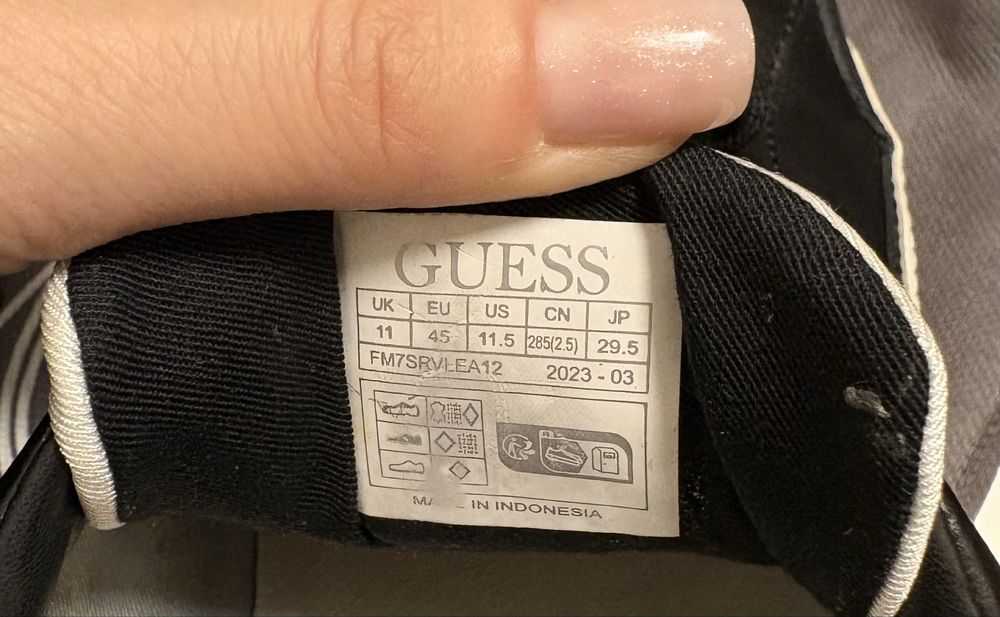 GUESS
UK EU US CN JP
11 45 11.5 285(2.5) 29.5
FM7SRVLEA12 2023 - 03
IN INDONESIA